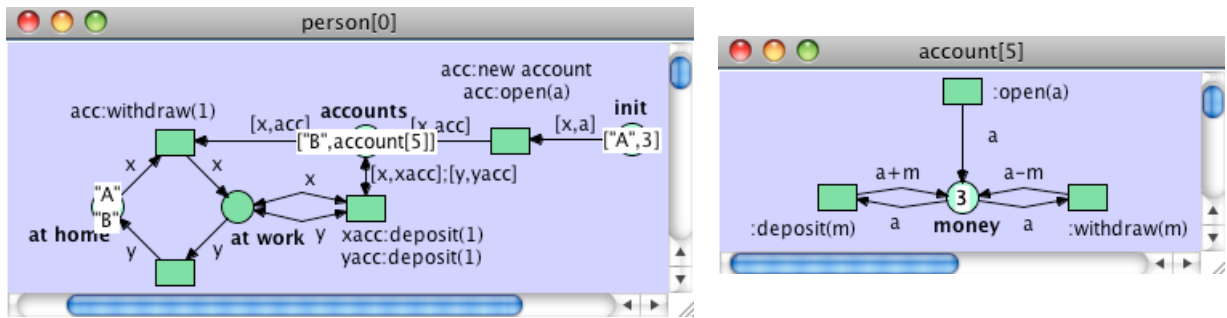 person[0]
acc:new account
acc:open(a)
acc:withdraw(1)
accounts
init
[x,acc]
[x,acc]
[x,a]
["B",account[5]]
["A",3]
x
x
x
[x,xacc];[y,yacc]
"A"
"B"
at home
y
y
at work
y
xacc:deposit(1)
yacc:deposit(1)
account[5]
:open(a)
a
a+m
a-m
3
:deposit(m)
a
money
a
:withdraw(m)